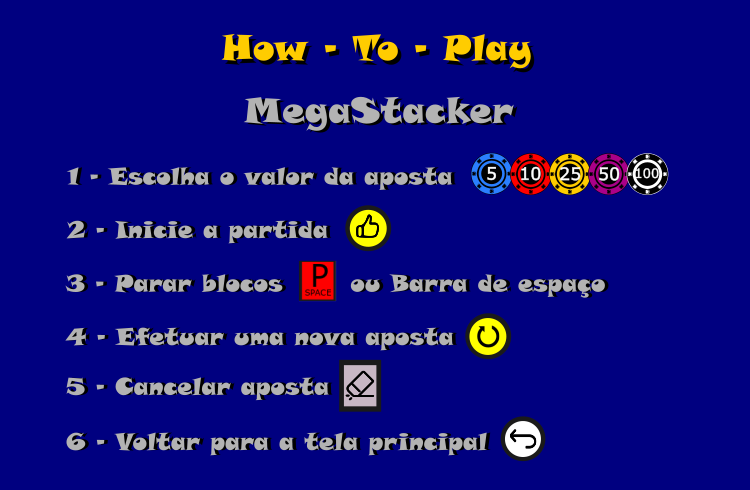 How - To - Play
MegaStacker
1 - Escolha o valor da aposta 5 10 25 50 100
2 - Inicie a partida
3 - Parar blocos P SPACE ou Barra de espaço
4 - Efetuar uma nova aposta
5 - Cancelar aposta
6 - Voltar para a tela principal